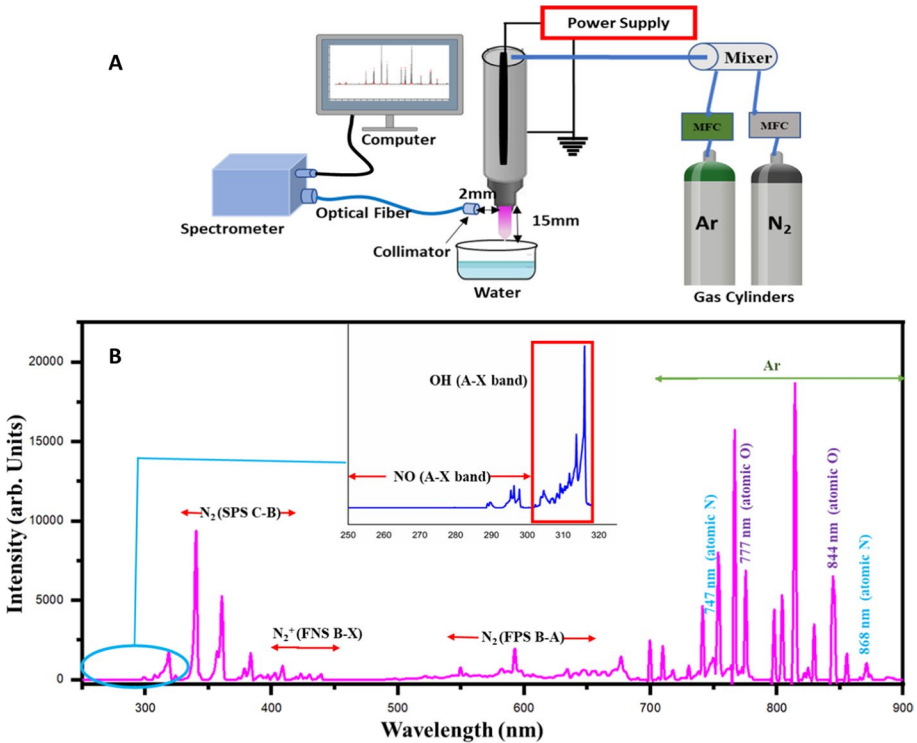 A
Power Supply
Mixer
MFC
MFC
Computer
2mm
15mm
Optical Fiber
Spectrometer
Collimator
Water
Ar
N₂
Gas Cylinders
B
Intensity (arb. Units)
20000
15000
10000
5000
0
OH (A-X band)
NO (A-X band)
250 260 270 280 290 300 310 320
Ar
N₂ (SPS C-B)
N₂⁺ (FNS B-X)
N₂ (FPS B-A)
747 nm (atomic N)
777 nm (atomic O)
844 nm (atomic O)
868 nm (atomic N)
300 400 500 600 700 800 900
Wavelength (nm)